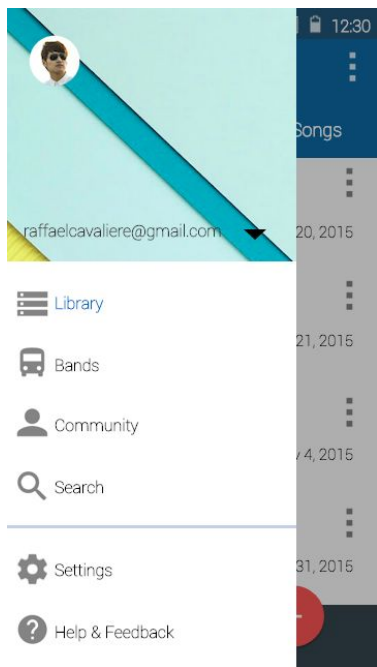 12:30
Songs
raffaelcavaliere@gmail.com
20, 2015
Library
21, 2015
Bands
Community
4, 2015
Search
Settings
31, 2015
Help & Feedback